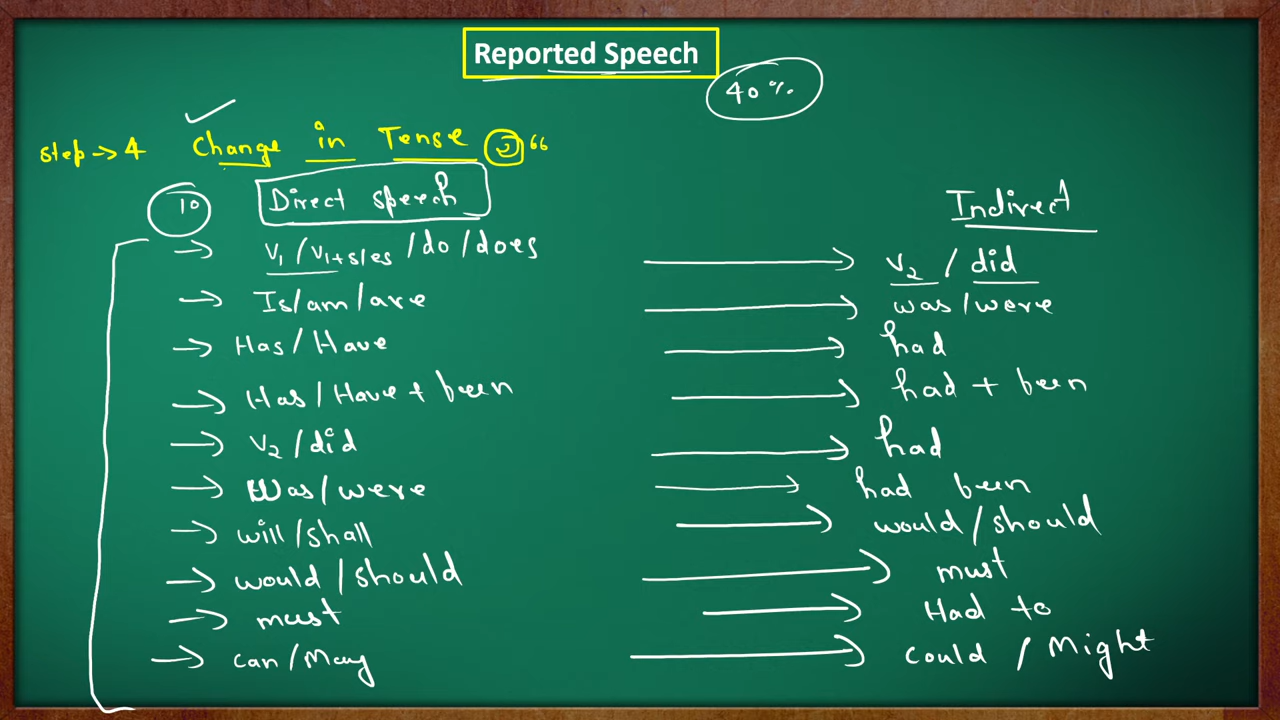 Reported Speech
40%
Step → 4 Change in Tense 2 66
10 Direct speech Indirect
→ V1 / V1+s/es / do / does → V2 / did
→ Is/am/are → was/were
→ Has/Have → had
→ Has/Have + been → had + been
→ V2 / did → had
→ Was/were → had been
→ will/shall → would/should
→ would/should → must
→ must → Had to
→ can/May → could / Might